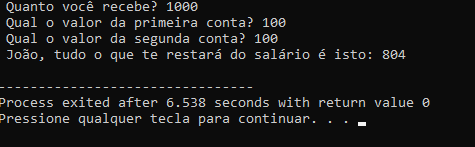 Quanto você recebe? 1000
Qual o valor da primeira conta? 100
Qual o valor da segunda conta? 100
João, tudo o que te restará do salário é isto: 804
--------------------------------
Process exited after 6.538 seconds with return value 0
Pressione qualquer tecla para continuar. . .